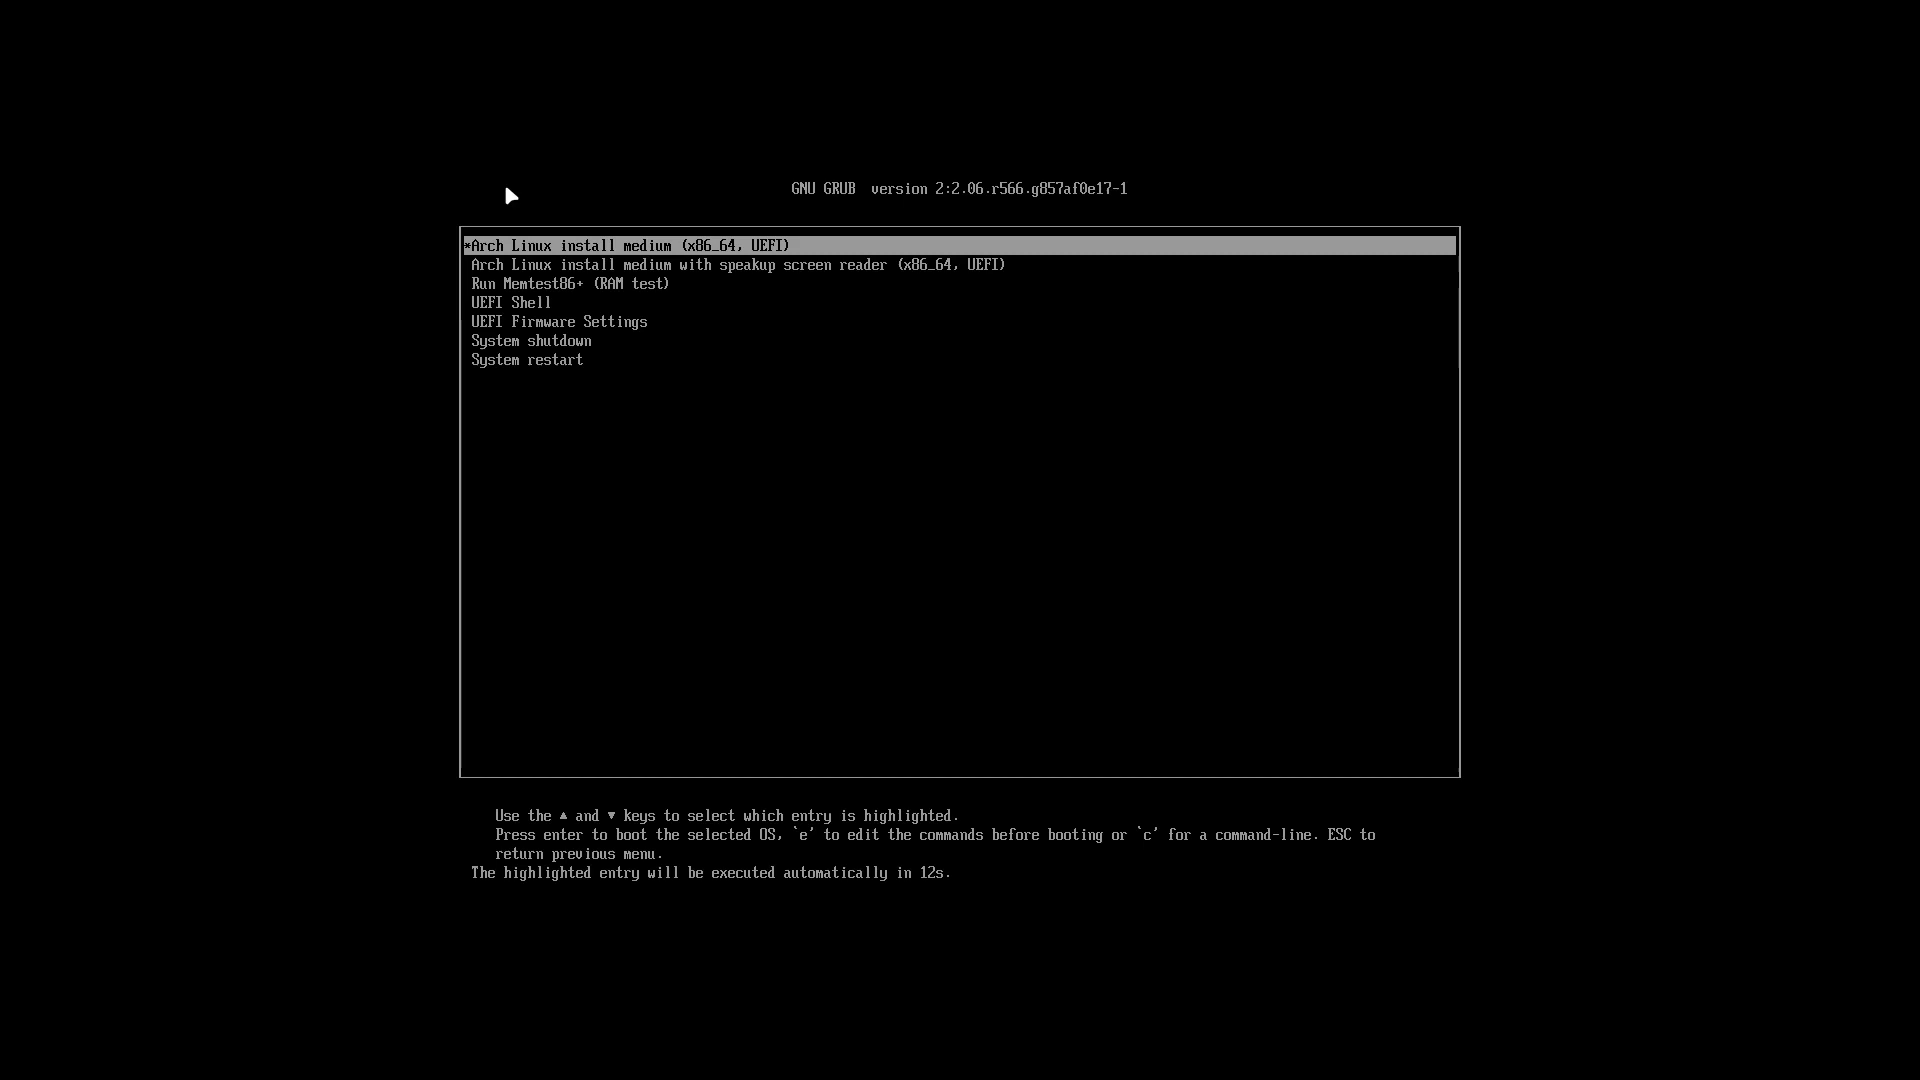 GNU GRUB  version 2:2.06.r566.g857af0e17-1
*Arch Linux install medium (x86_64, UEFI)
Arch Linux install medium with speakup screen reader (x86_64, UEFI)
Run Memtest86+ (RAM test)
UEFI Shell
UEFI Firmware Settings
System shutdown
System restart
Use the ▲ and ▼ keys to select which entry is highlighted.
Press enter to boot the selected OS, `e' to edit the commands before booting or `c' for a command-line. ESC to
return previous menu.
The highlighted entry will be executed automatically in 12s.